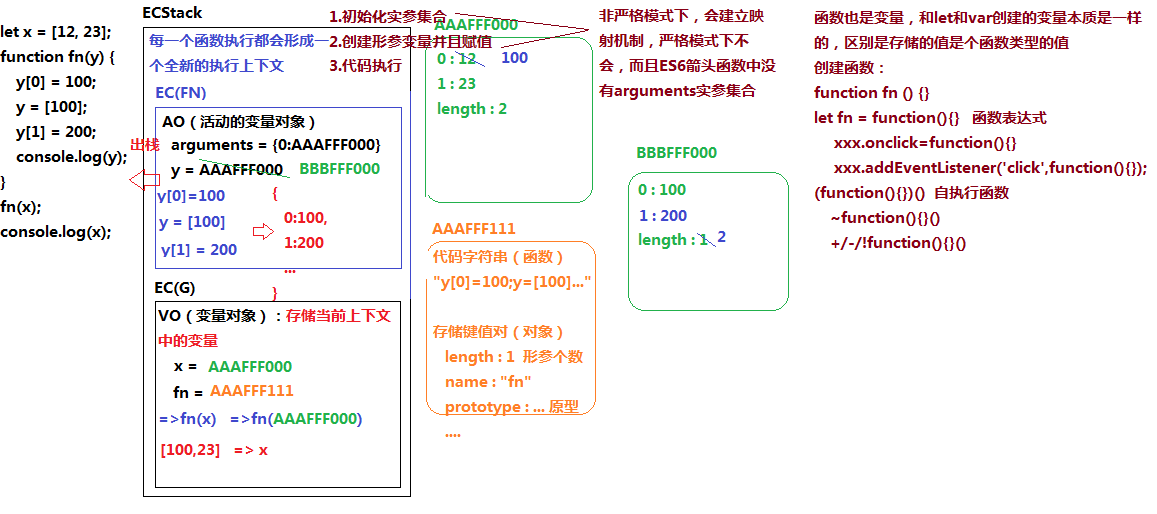 let x = [12, 23];
function fn(y) {
y[0] = 100;
y = [100];
y[1] = 200;
console.log(y);
}
fn(x);
console.log(x);
ECStack
每一个函数执行都会形成一
个全新的执行上下文
1.初始化实参集合
2.创建形参变量并且赋值
3.代码执行
EC(FN)
AO（活动的变量对象）
arguments = {0:AAAFFF000}
y = AAAFFF000 BBBFFF000
出栈
y[0]=100
y = [100]
y[1] = 200
{
0:100,
1:200
...
}
EC(G)
VO（变量对象）: 存储当前上下文
中的变量
x = AAAFFF000
fn = AAAFFF111
=>fn(x) =>fn(AAAFFF000)
[100,23] => x
AAAFFF000
0 : 12 100
1 : 23
length : 2
AAAFFF111
代码字符串（函数）
"y[0]=100;y=[100]..."
存储键值对（对象）
length : 1 形参个数
name : "fn"
prototype : ... 原型
....
非严格模式下，会建立映
射机制，严格模式下不
会，而且ES6箭头函数中没
有arguments实参集合
BBBFFF000
0 : 100
1 : 200
length : 1 2
函数也是变量，和let和var创建的变量本质是一样
的，区别是存储的值是个函数类型的值
创建函数：
function fn () {}
let fn = function(){} 函数表达式
xxx.onclick=function(){}
xxx.addEventListener('click',function(){});
(function(){})() 自执行函数
~function(){}()
+/-/!function(){}()